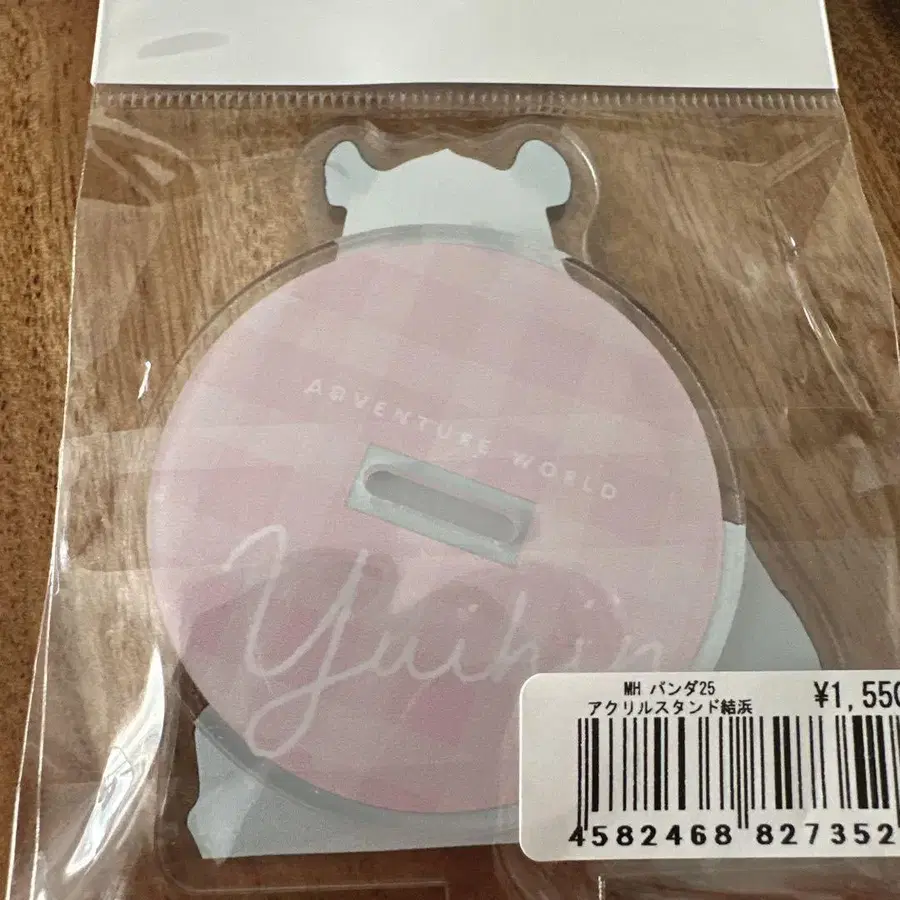 ADVENTURE WORLD
Yuihin
MH パンダ25
アクリルスタンド結浜
¥1,550
4582468 827352